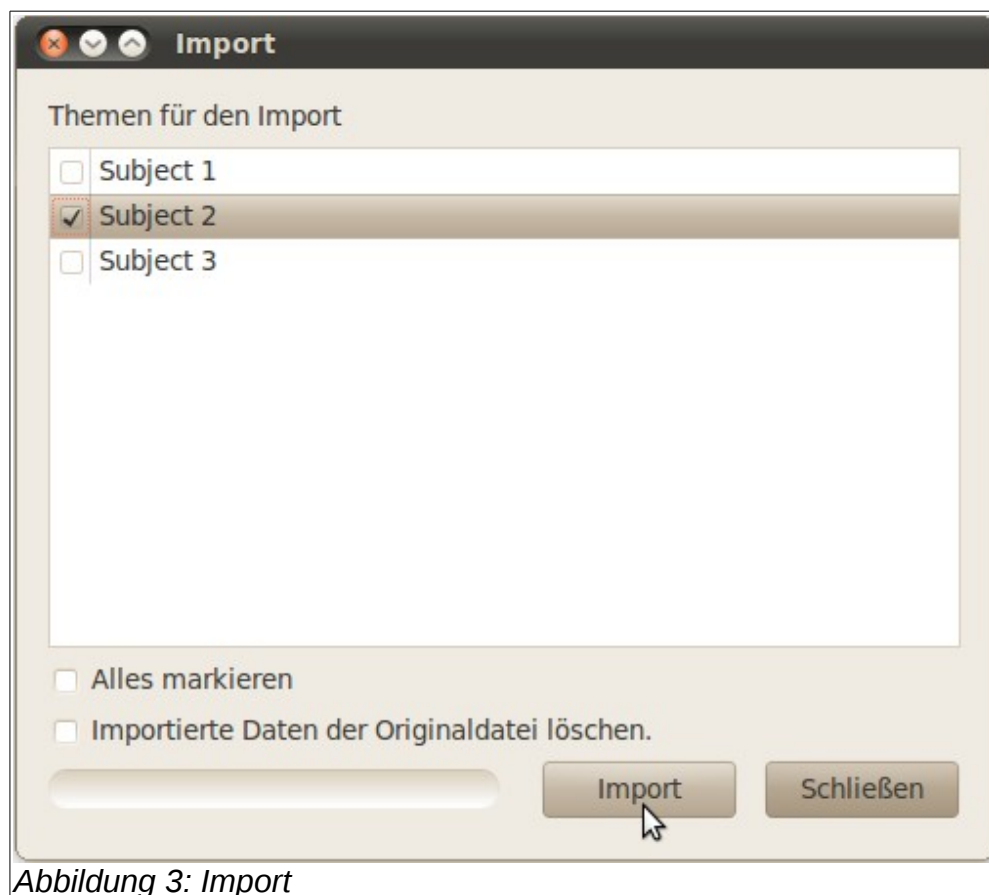 Import
Themen für den Import
Subject 1
Subject 2
Subject 3
Alles markieren
Importierte Daten der Originaldatei löschen.
Import Schließen
Abbildung 3: Import